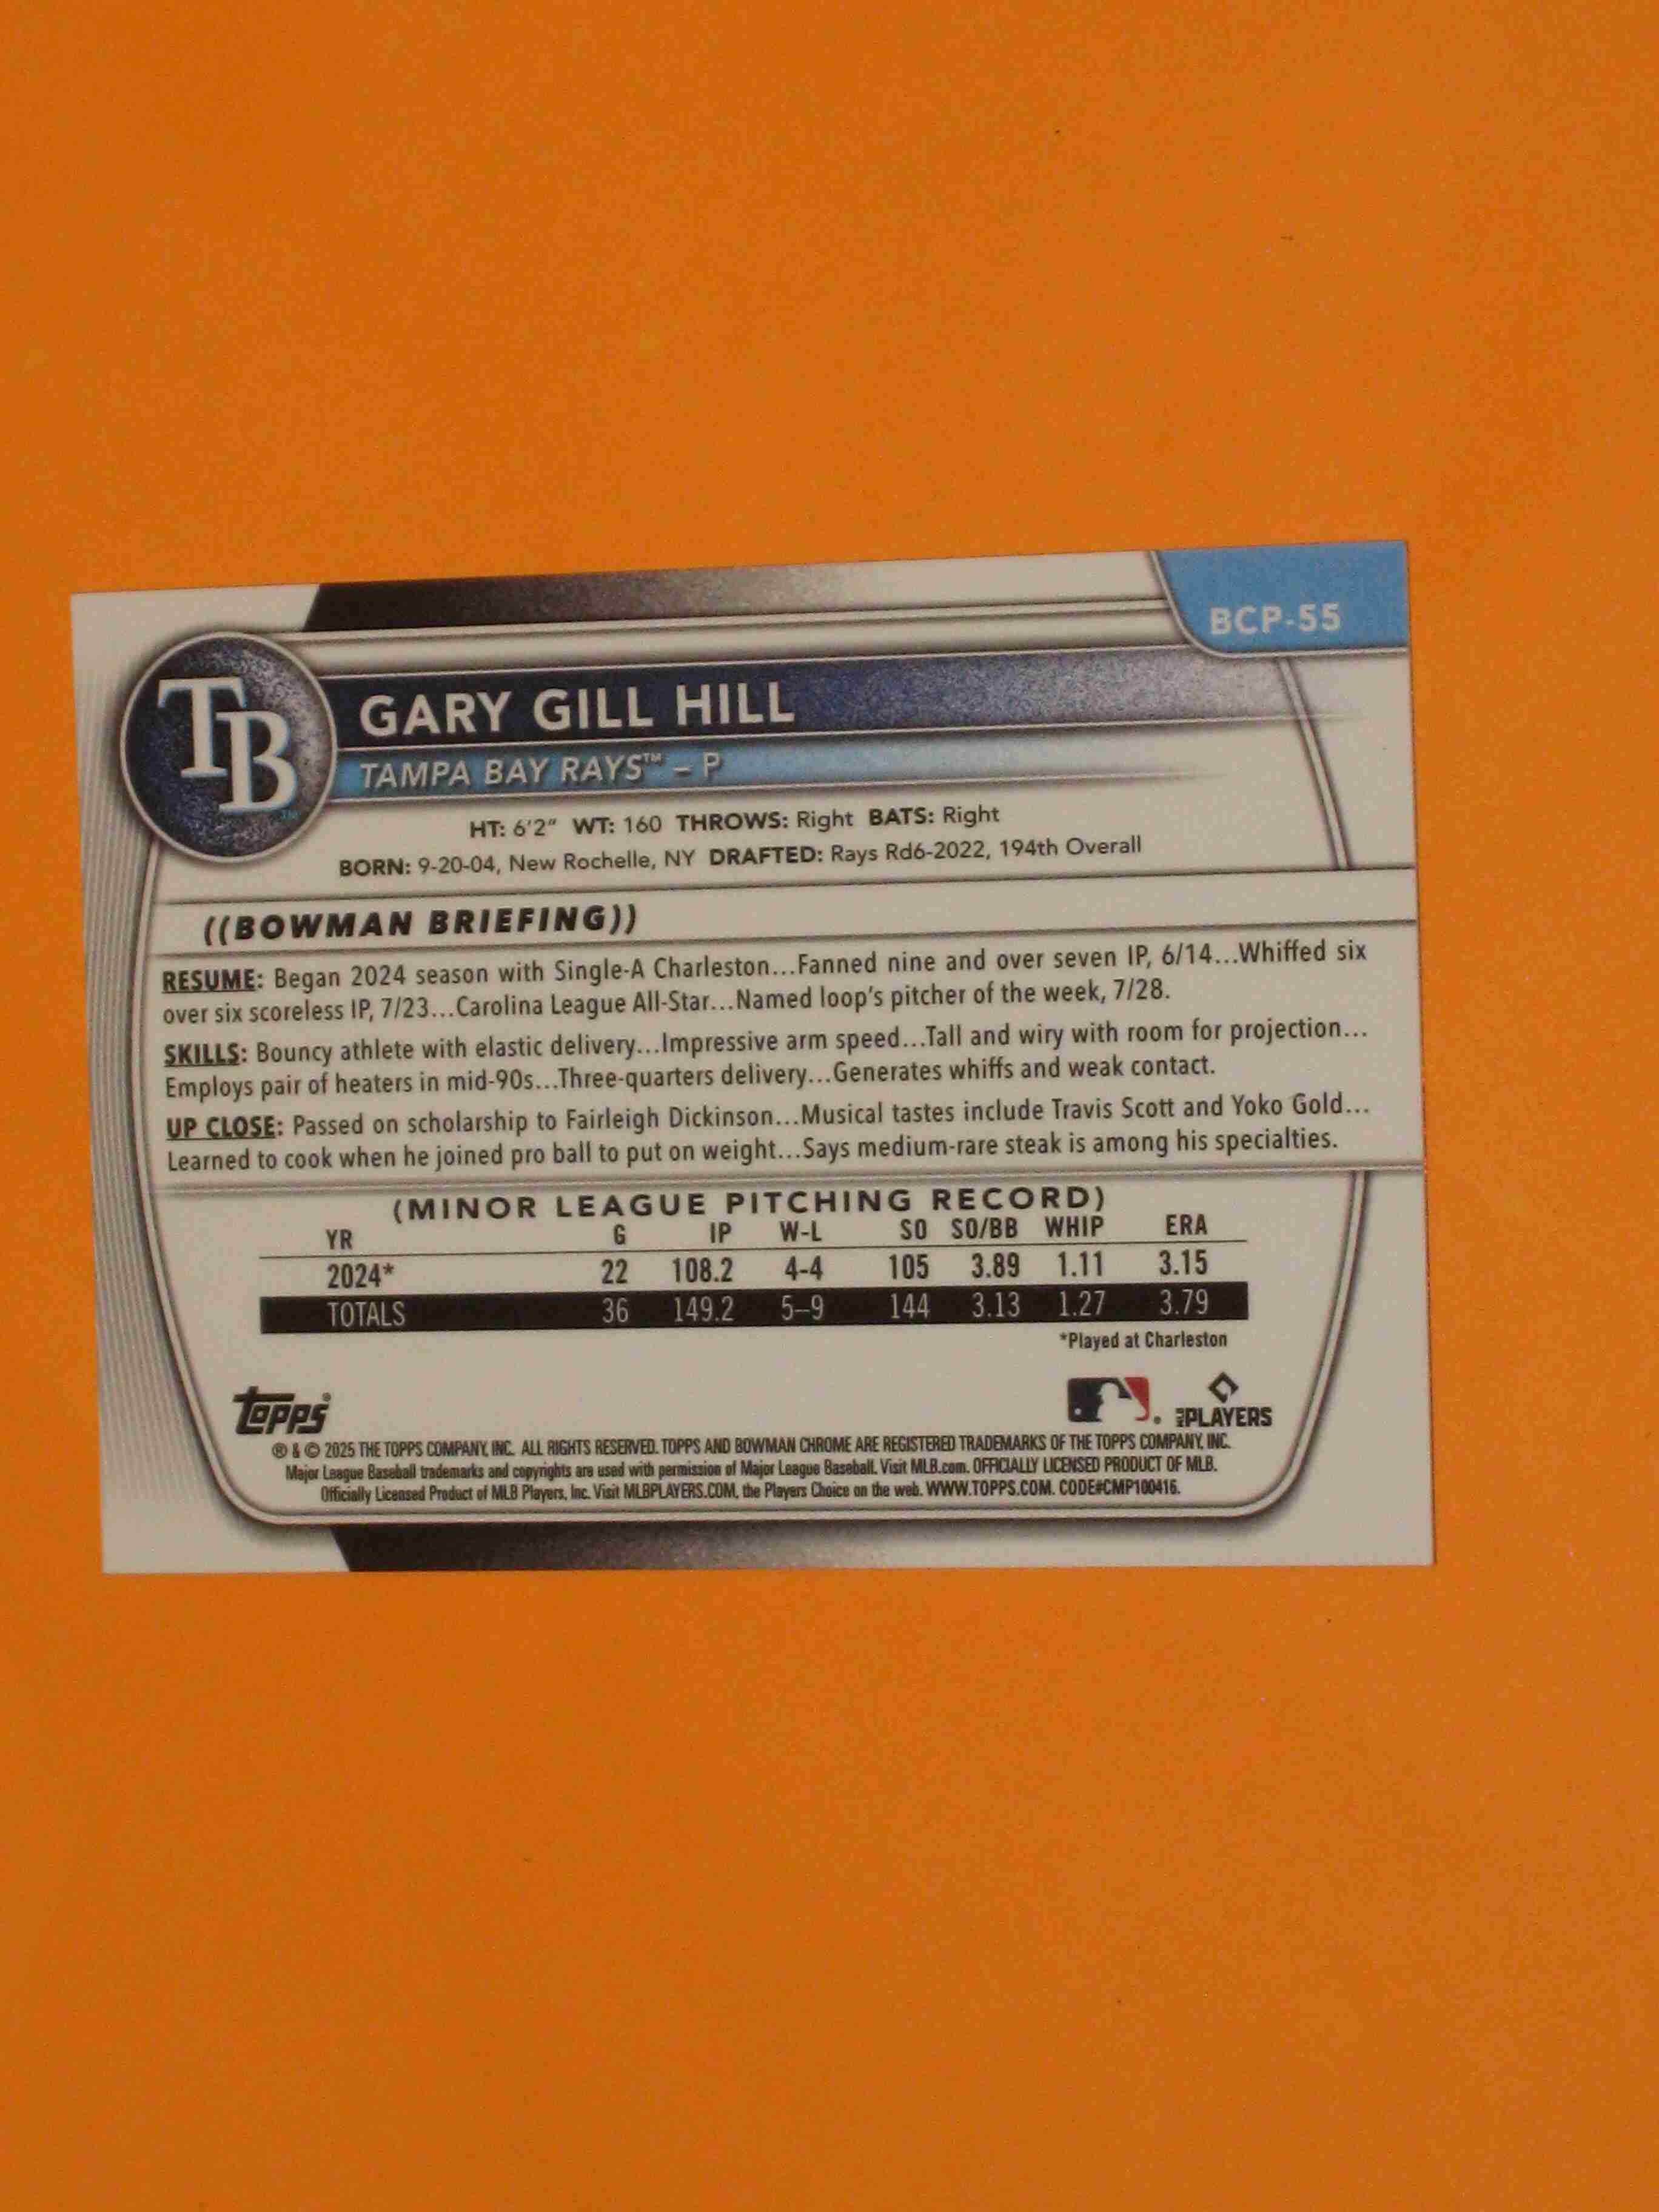 BCP-55
TB
GARY GILL HILL
TAMPA BAY RAYS™ – P
HT: 6'2" WT: 160 THROWS: Right BATS: Right
BORN: 9-20-04, New Rochelle, NY DRAFTED: Rays Rd6-2022, 194th Overall
((BOWMAN BRIEFING))
RESUME: Began 2024 season with Single-A Charleston...Fanned nine and over seven IP, 6/14...Whiffed six
over six scoreless IP, 7/23...Carolina League All-Star...Named loop's pitcher of the week, 7/28.
SKILLS: Bouncy athlete with elastic delivery...Impressive arm speed...Tall and wiry with room for projection...
Employs pair of heaters in mid-90s...Three-quarters delivery...Generates whiffs and weak contact.
UP CLOSE: Passed on scholarship to Fairleigh Dickinson...Musical tastes include Travis Scott and Yoko Gold...
Learned to cook when he joined pro ball to put on weight...Says medium-rare steak is among his specialties.
(MINOR LEAGUE PITCHING RECORD)
YR G IP W-L SO SO/BB WHIP ERA
2024* 22 108.2 4-4 105 3.89 1.11 3.15
TOTALS 36 149.2 5–9 144 3.13 1.27 3.79
*Played at Charleston
Topps
PLAYERS
® & © 2025 THE TOPPS COMPANY, INC. ALL RIGHTS RESERVED. TOPPS AND BOWMAN CHROME ARE REGISTERED TRADEMARKS OF THE TOPPS COMPANY, INC.
Major League Baseball trademarks and copyrights are used with permission of Major League Baseball. Visit MLB.com. OFFICIALLY LICENSED PRODUCT OF MLB.
Officially Licensed Product of MLB Players, Inc. Visit MLBPLAYERS.COM, the Players Choice on the web. WWW.TOPPS.COM. CODE#CMP100416.